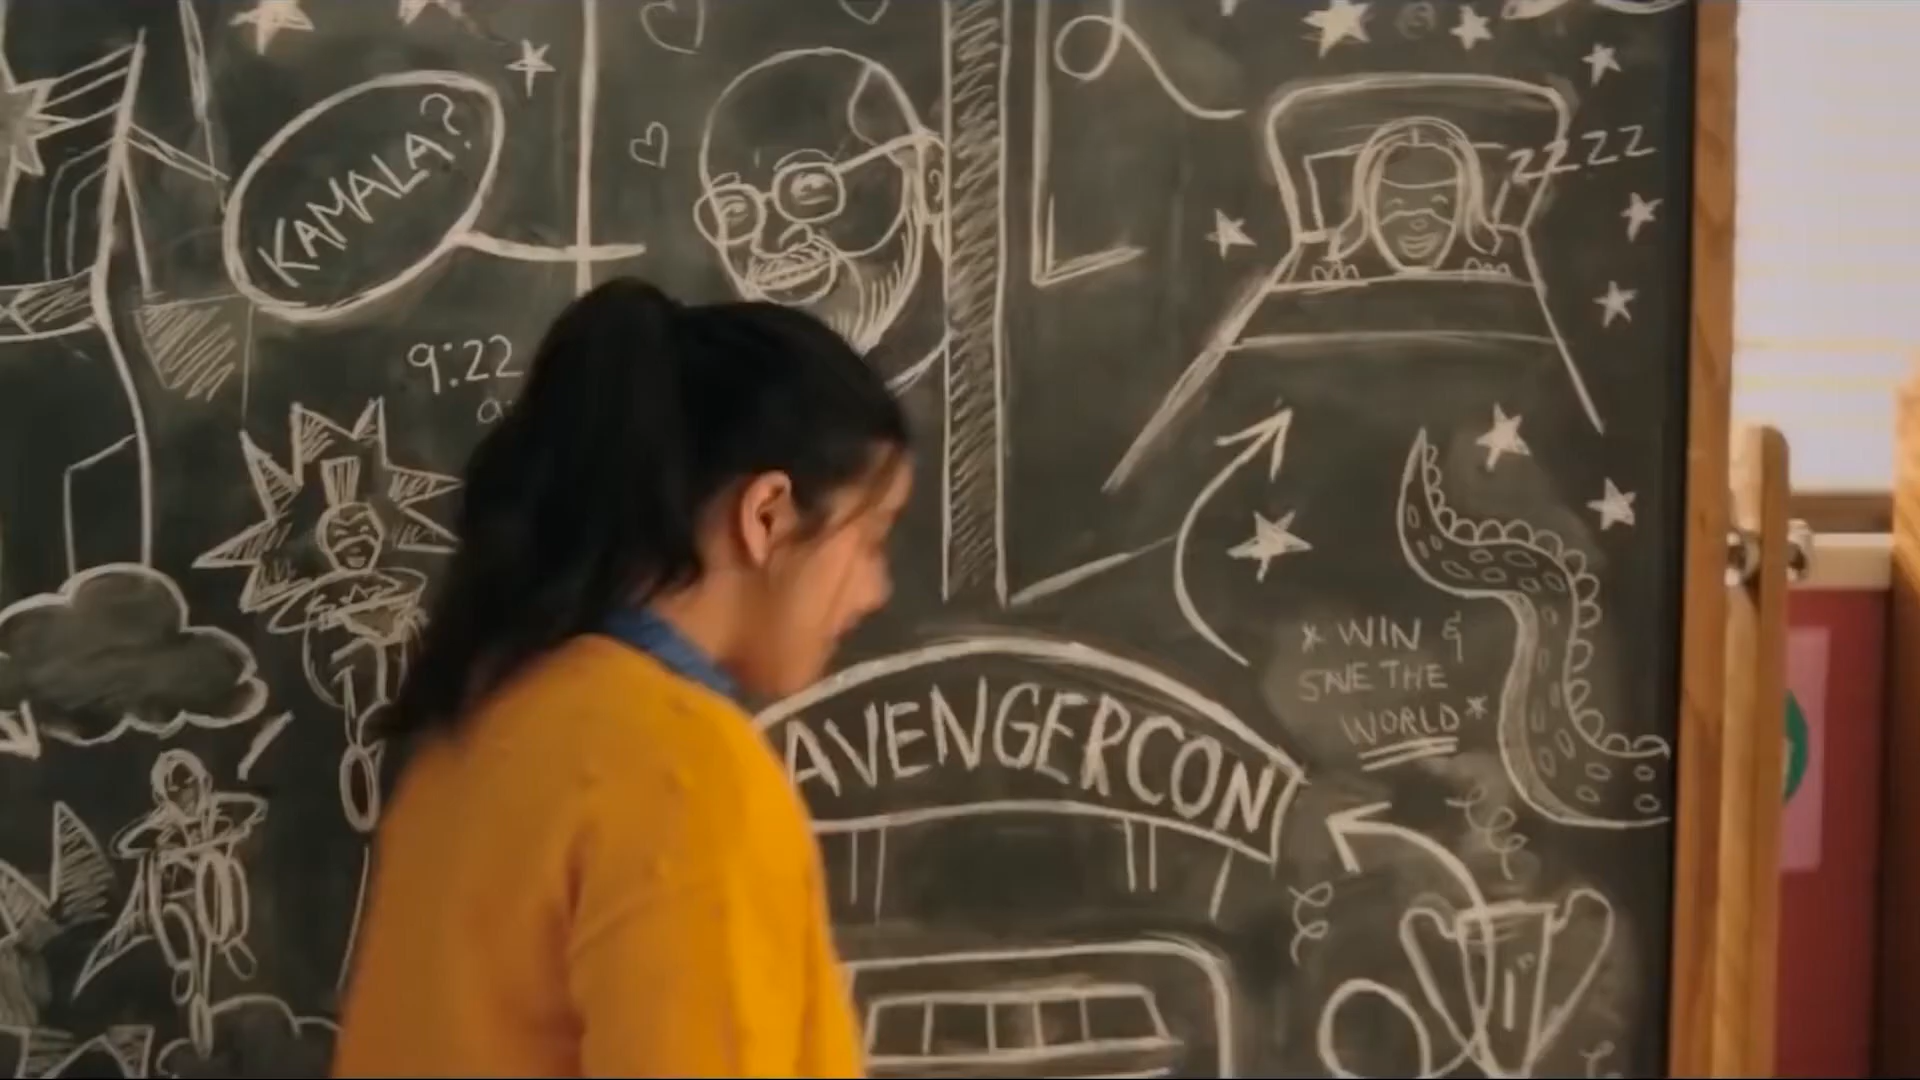 KAMALA?
ZZZZ
9:22
* WIN &
SAVE THE
WORLD*
AVENGERCON